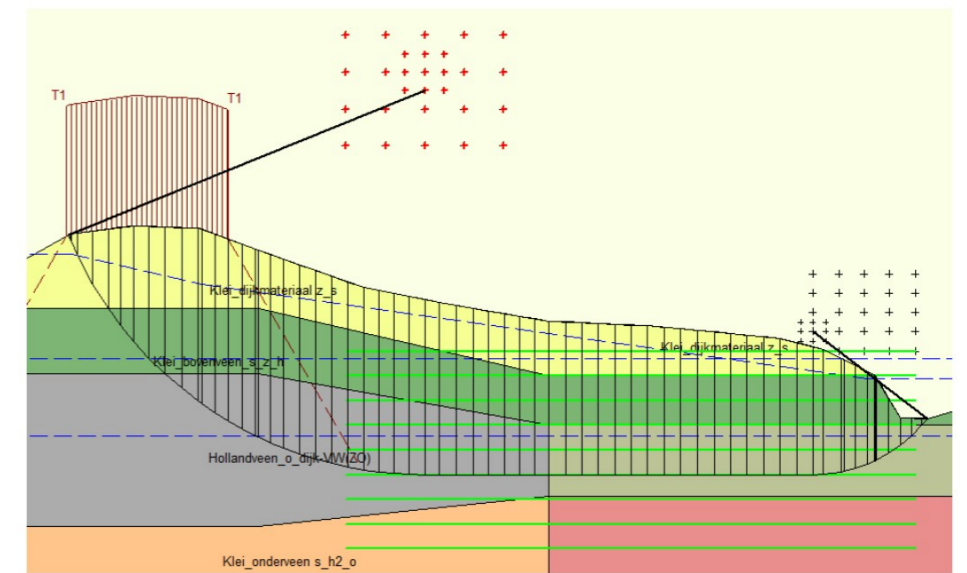 T1
T1
Klei_dijkmateriaal z_s
Klei_dijkmateriaal z_s
Klei_bovenveen_s_z_h
Hollandveen_o_dijk-VW(ZO)
Klei_onderveen s_h2_o